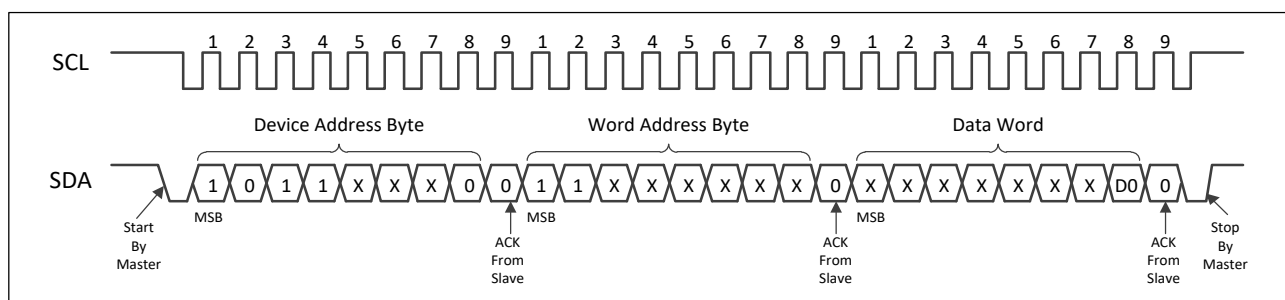 1 2 3 4 5 6 7 8 9 1 2 3 4 5 6 7 8 9 1 2 3 4 5 6 7 8 9
SCL
Device Address Byte Word Address Byte Data Word
SDA 1 0 1 1 X X X 0 0 1 1 X X X X X X 0 X X X X X X X D0 0
MSB MSB MSB
Start
By
Master
ACK
From
Slave
ACK
From
Slave
ACK
From
Slave
Stop
By
Master